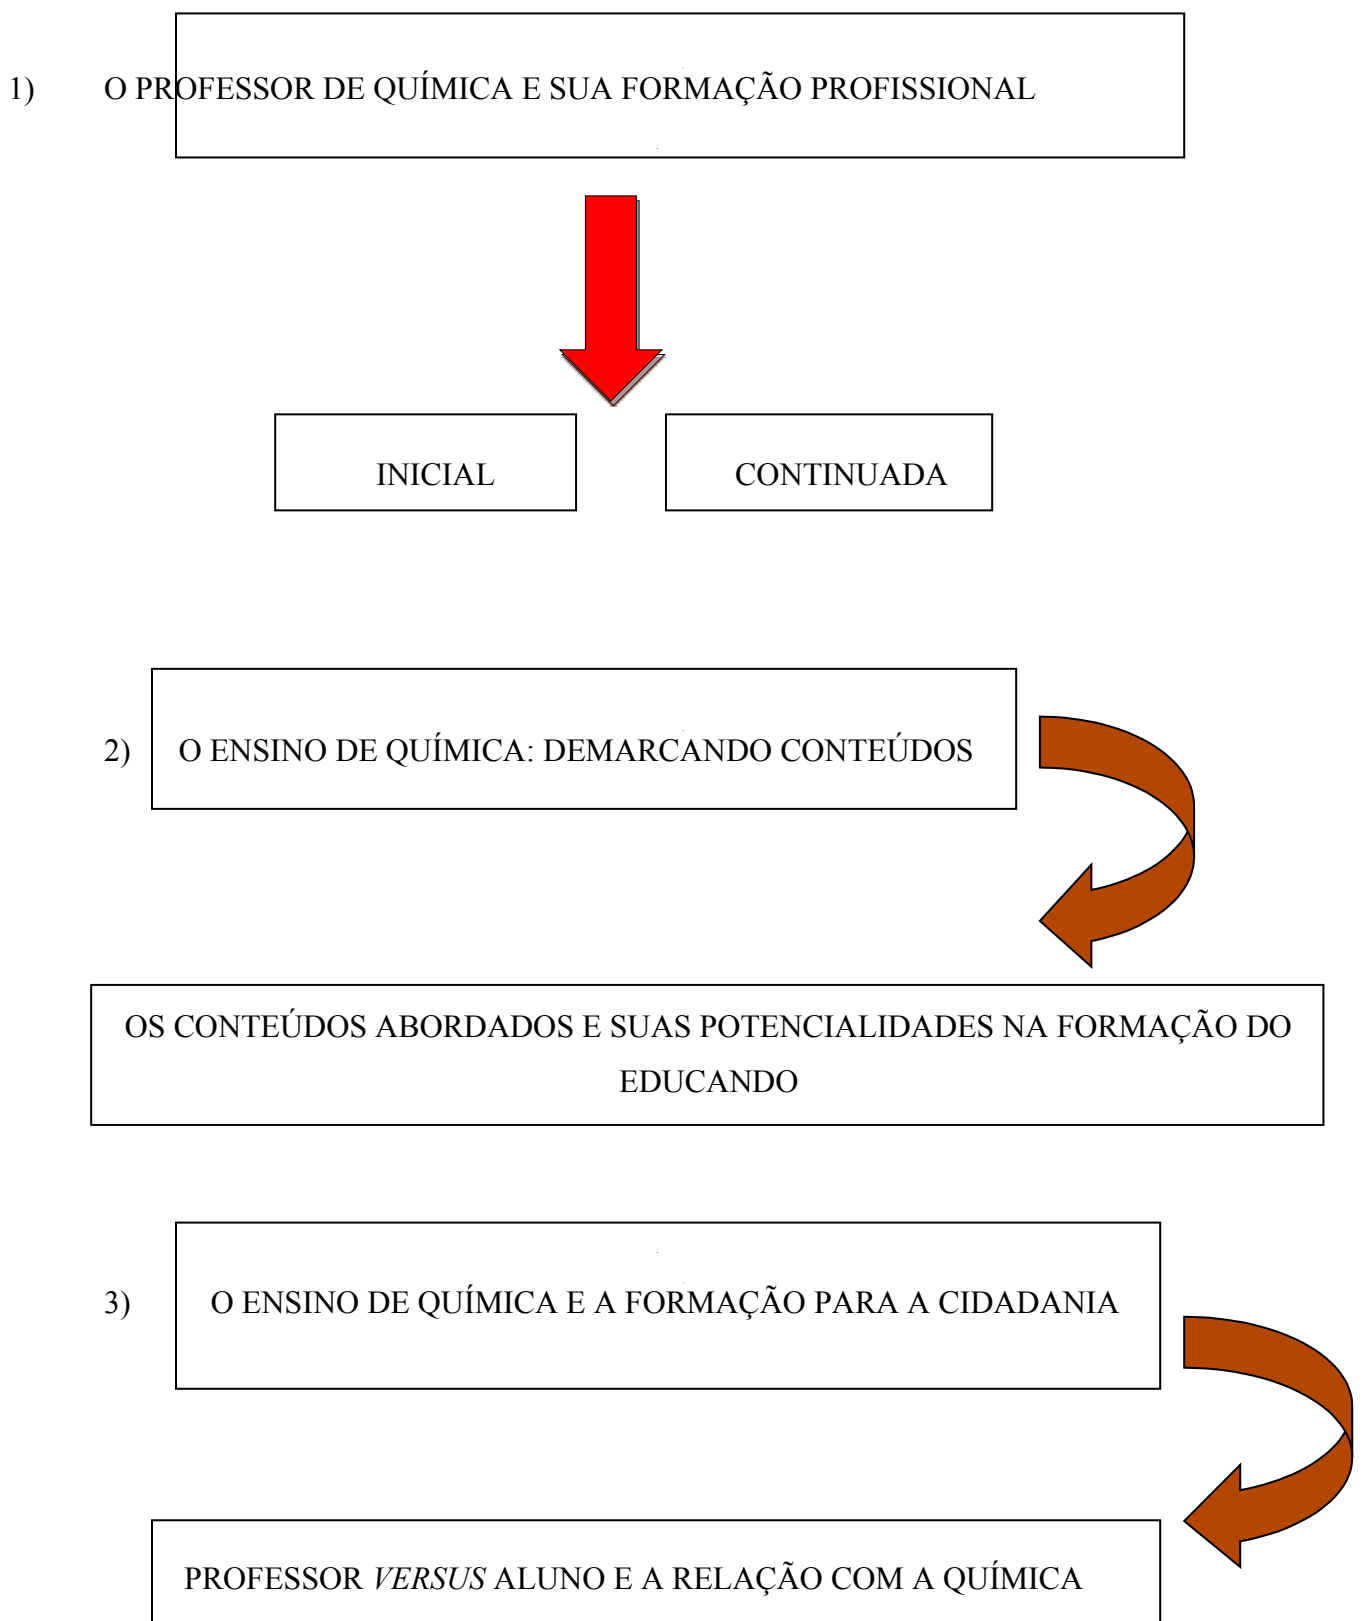 1) O PROFESSOR DE QUÍMICA E SUA FORMAÇÃO PROFISSIONAL
INICIAL
CONTINUADA
2) O ENSINO DE QUÍMICA: DEMARCANDO CONTEÚDOS
OS CONTEÚDOS ABORDADOS E SUAS POTENCIALIDADES NA FORMAÇÃO DO
EDUCANDO
3) O ENSINO DE QUÍMICA E A FORMAÇÃO PARA A CIDADANIA
PROFESSOR VERSUS ALUNO E A RELAÇÃO COM A QUÍMICA